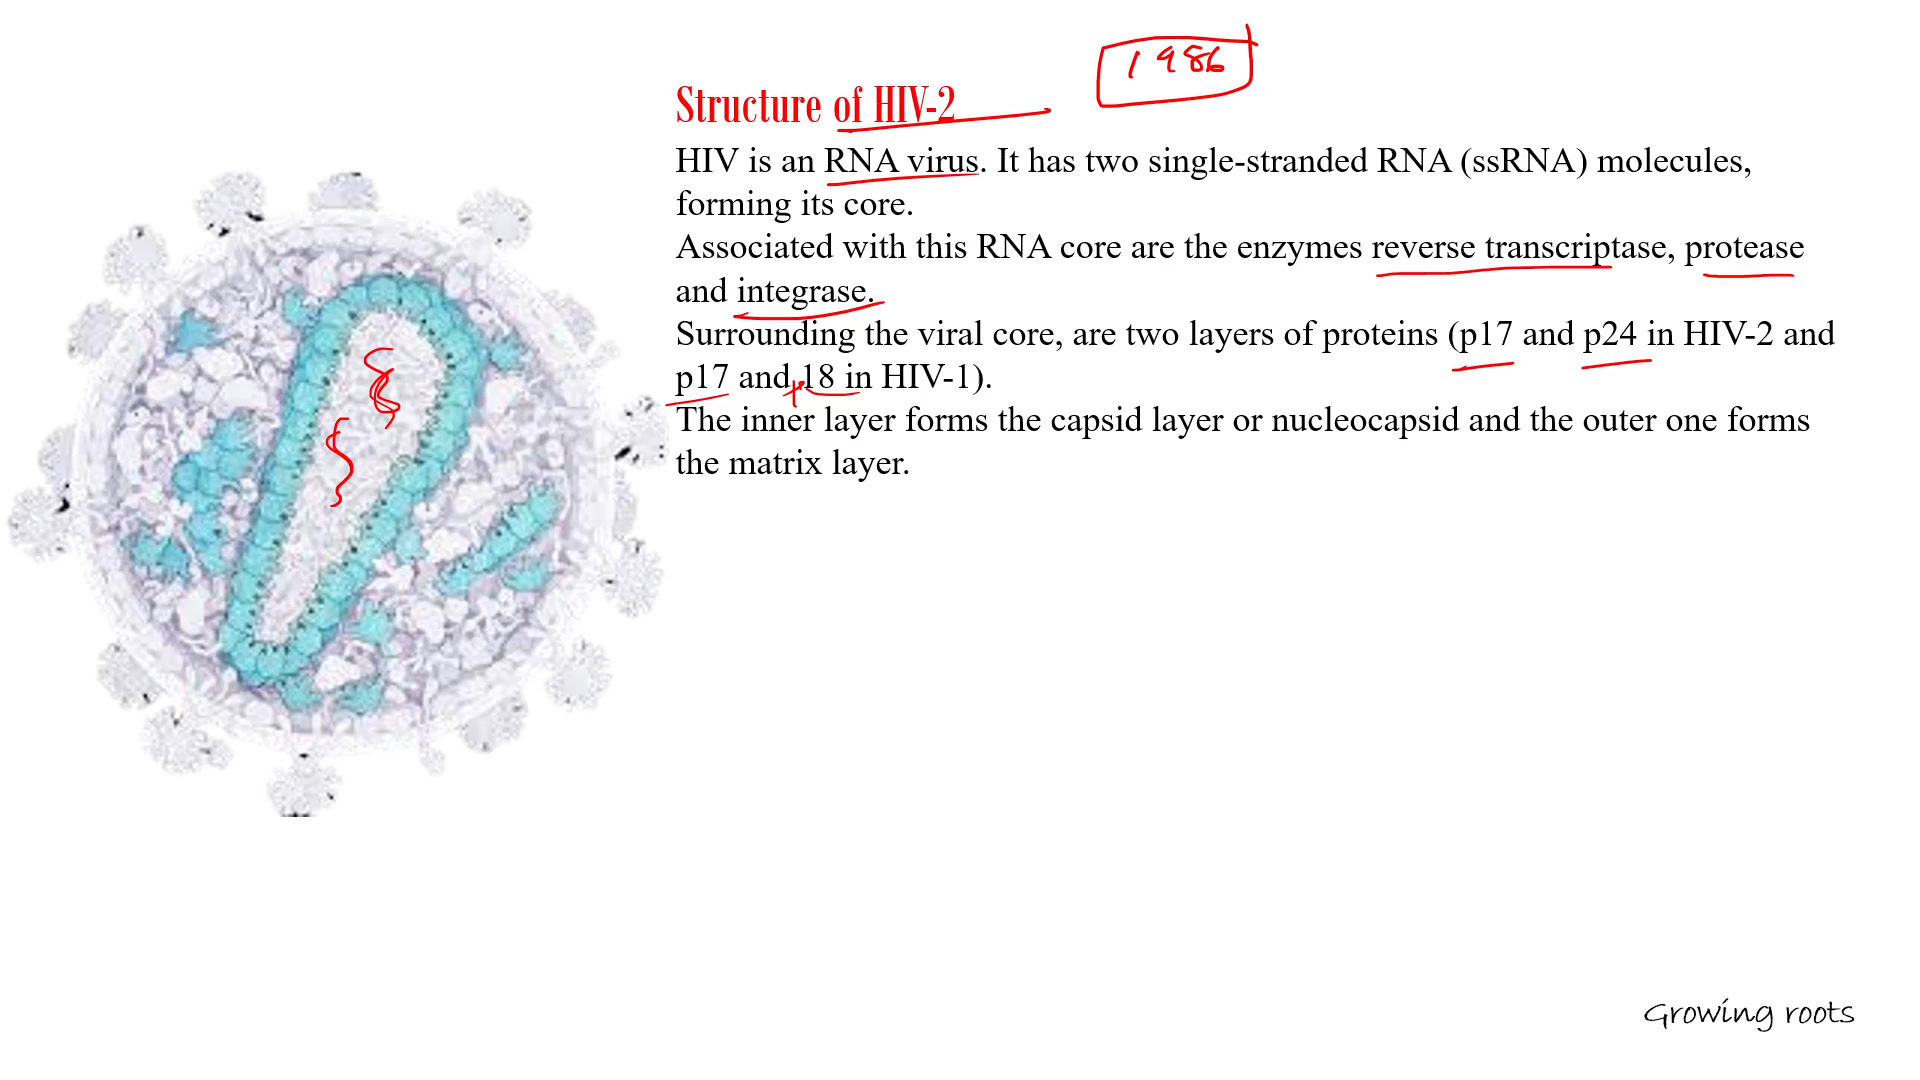 1986
Structure of HIV-2
HIV is an RNA virus. It has two single-stranded RNA (ssRNA) molecules,
forming its core.
Associated with this RNA core are the enzymes reverse transcriptase, protease
and integrase.
Surrounding the viral core, are two layers of proteins (p17 and p24 in HIV-2 and
p17 and 18 in HIV-1).
The inner layer forms the capsid layer or nucleocapsid and the outer one forms
the matrix layer.
Growing roots